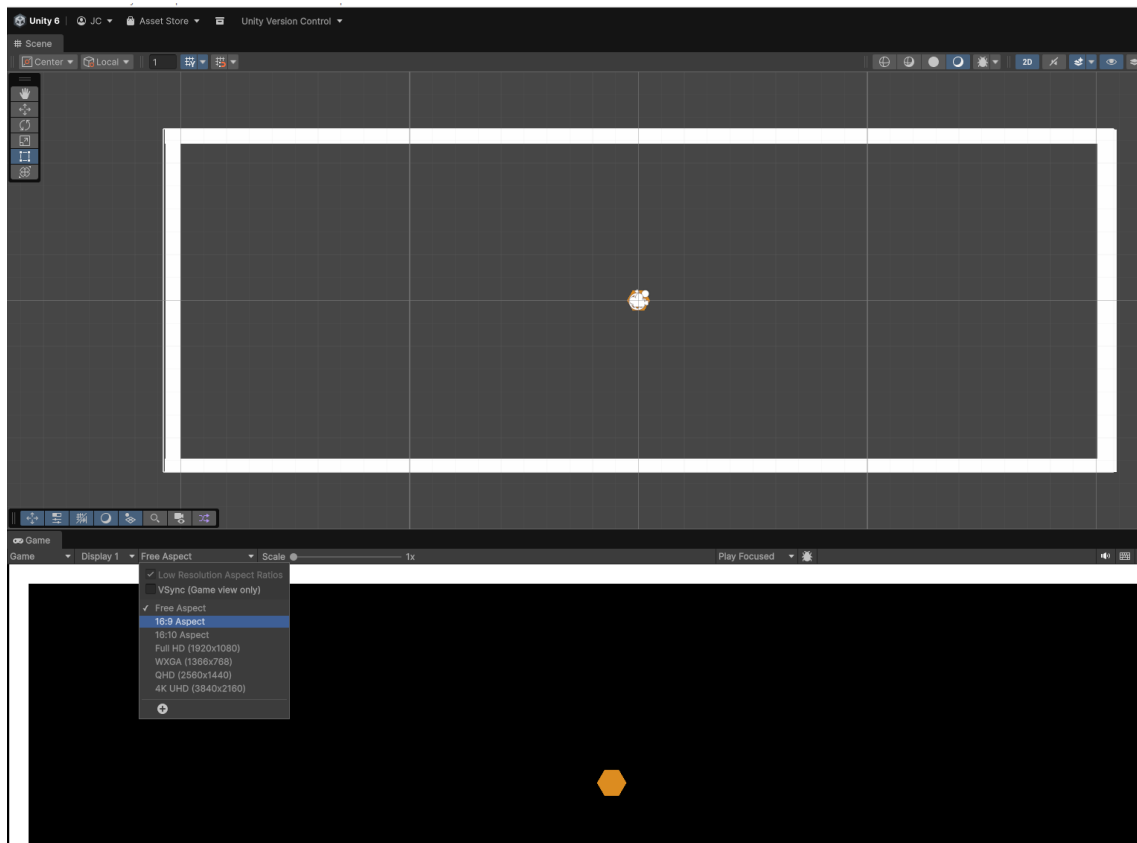 Unity 6 JC Asset Store Unity Version Control
Scene
Center Local 1 2D
Game
Game Display 1 Free Aspect Scale 1x Play Focused
Low Resolution Aspect Ratios
VSync (Game view only)
Free Aspect
16:9 Aspect
16:10 Aspect
Full HD (1920x1080)
WXGA (1366x768)
QHD (2560x1440)
4K UHD (3840x2160)